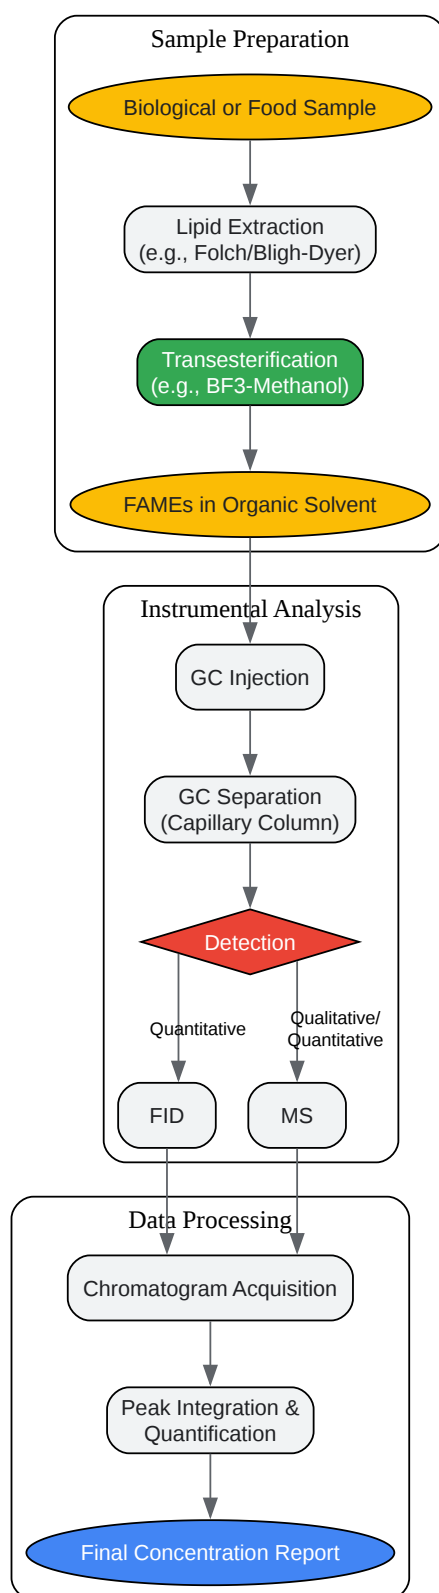 Sample Preparation
Biological or Food Sample
Lipid Extraction
(e.g., Folch/Bligh-Dyer)
Transesterification
(e.g., BF3-Methanol)
FAMEs in Organic Solvent
Instrumental Analysis
GC Injection
GC Separation
(Capillary Column)
Detection
Quantitative
Qualitative/
Quantitative
FID
MS
Data Processing
Chromatogram Acquisition
Peak Integration &
Quantification
Final Concentration Report